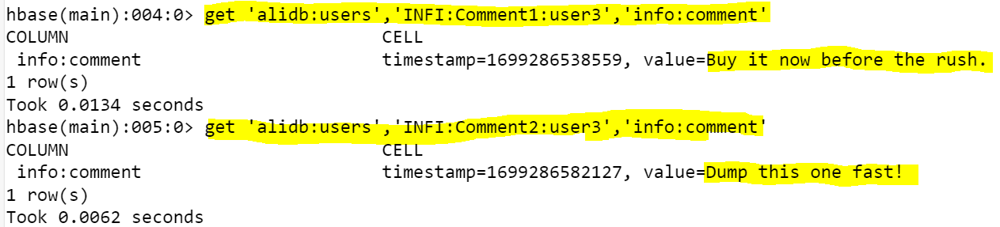 hbase(main):004:0> get 'alidb:users','INFI:Comment1:user3','info:comment'
COLUMN CELL
info:comment timestamp=1699286538559, value=Buy it now before the rush.
1 row(s)
Took 0.0134 seconds
hbase(main):005:0> get 'alidb:users','INFI:Comment2:user3','info:comment'
COLUMN CELL
info:comment timestamp=1699286582127, value=Dump this one fast!
1 row(s)
Took 0.0062 seconds